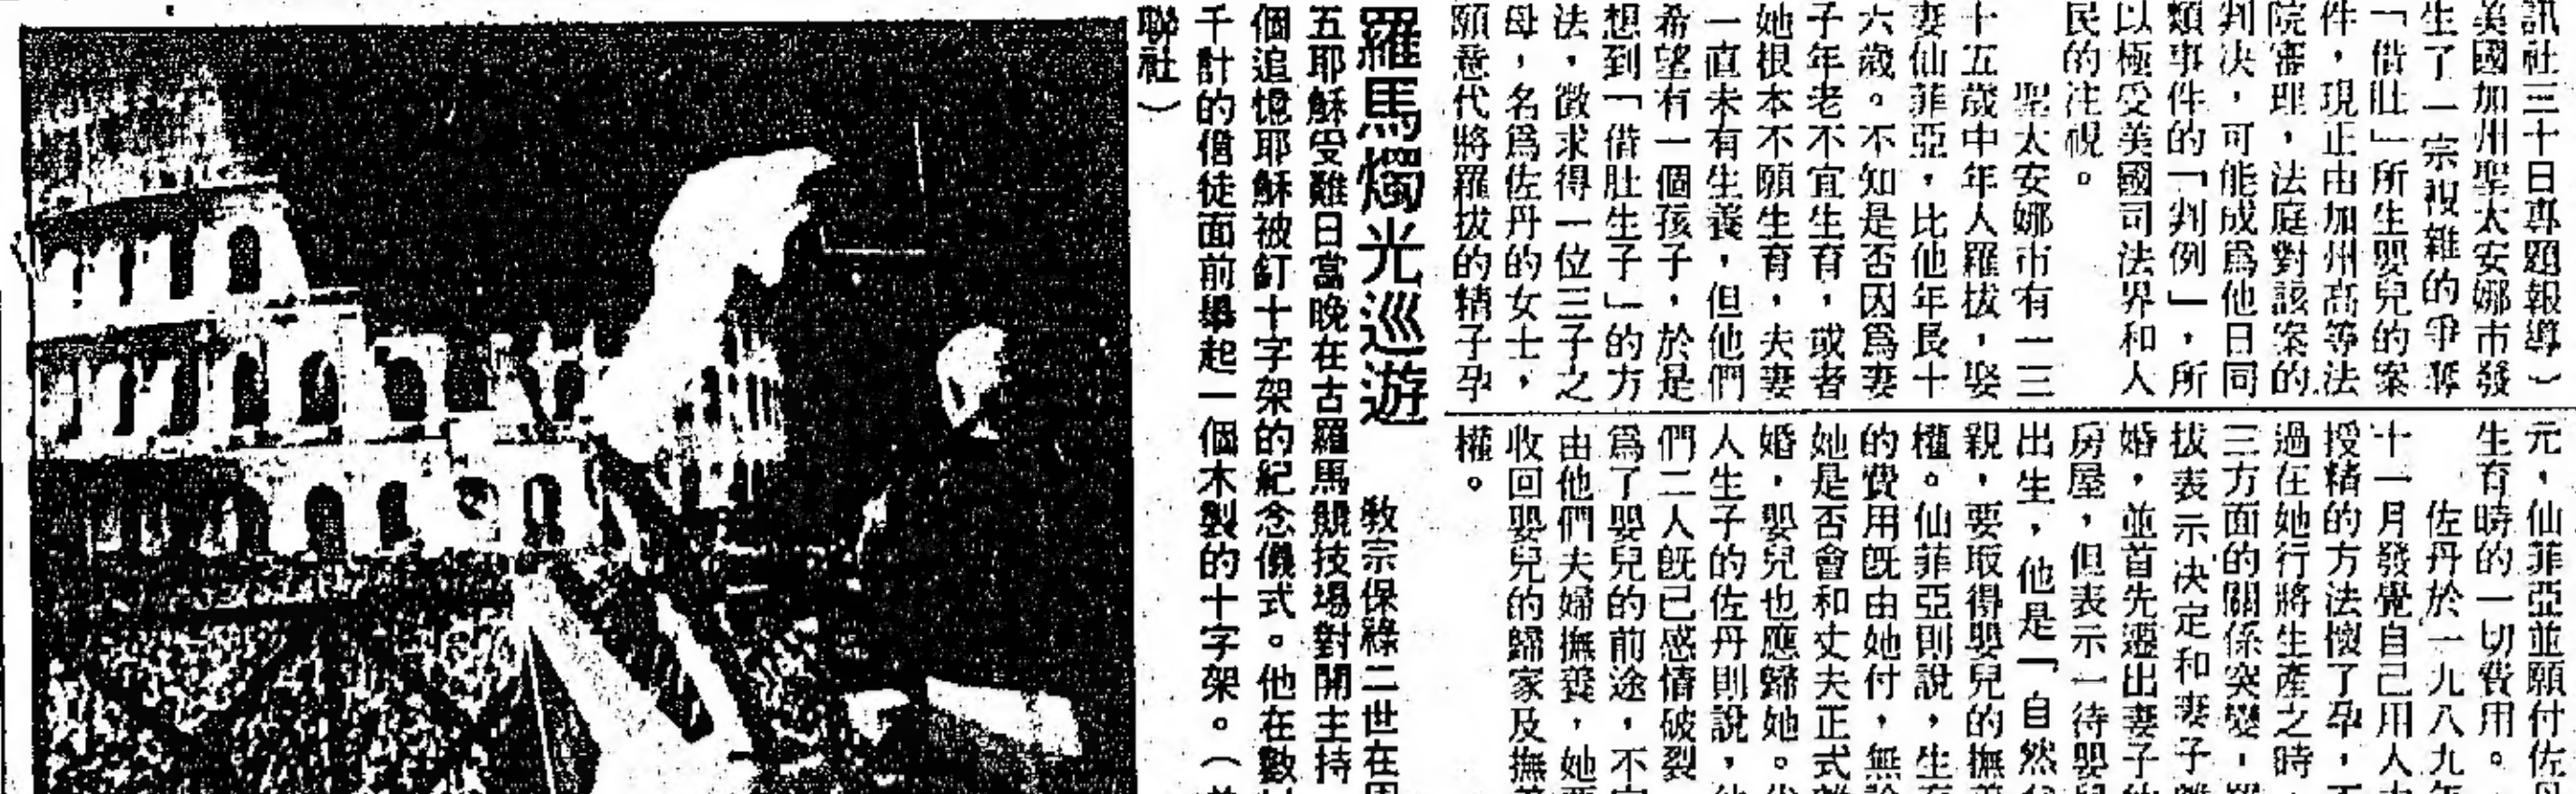 訊社三十日專題報導）
美國加州聖太安娜市發
生了一宗複雜的爭奪
「借肚」所生嬰兒的案
件，現正由加州高等法
院審理，法庭對該案的
判决，可能成爲他日同
類事件的「判例」，所
以極受美國司法界和人
民的注視。
聖太安娜市有一三
十五歲中年人羅拔，娶
妻仙菲亞，比他年長十
六歲。不知是否因爲妻
子年老不宜生育，或者
她根本不願生育，夫妻
一直未有生養，但他們
希望有一個孩子，於是
想到「借肚生子」的方
法，徵求得一位三子之
母，名爲佐丹的女士，
願意代將羅拔的精子孕
元，仙菲亞並願付佐丹
生育時的一切費用。
佐丹於一九八九年
十一月發覺自己用人
授精的方法懷了孕，
過在她行將生產之時，
三方面的關係突變，羅
拔表示决定和妻子離
婚，並首先遷出妻子的
房屋，但表示一待嬰兒
出生，他是「自然
親，要取得嬰兒的撫養
權。仙菲亞則說，生
的費用旣由她付，無論
她是否會和丈夫正式離
婚，嬰兒也應歸她。代
人生子的佐丹則說，
們二人旣已感情破裂
爲了嬰兒的前途，不
由他們夫婦撫養，她要
收回嬰兒的歸家及撫養
權。
羅馬燭光巡遊
教宗保祿二世在
五耶穌受難日當晚在古羅馬競技場對開主持
個追憶耶穌被釘十字架的紀念儀式。他在數
千計的信徒面前舉起一個木製的十字架。（
聯社）